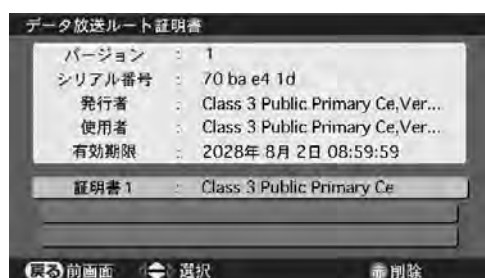 データ放送ルート証明書
バージョン : 1
シリアル番号 : 70 ba e4 1d
発行者 : Class 3 Public Primary Ce,Ver...
使用者 : Class 3 Public Primary Ce,Ver...
有効期限 : 2028年 8月 2日 08:59:59
証明書1 : Class 3 Public Primary Ce
戻る 前画面 選択 赤 削除